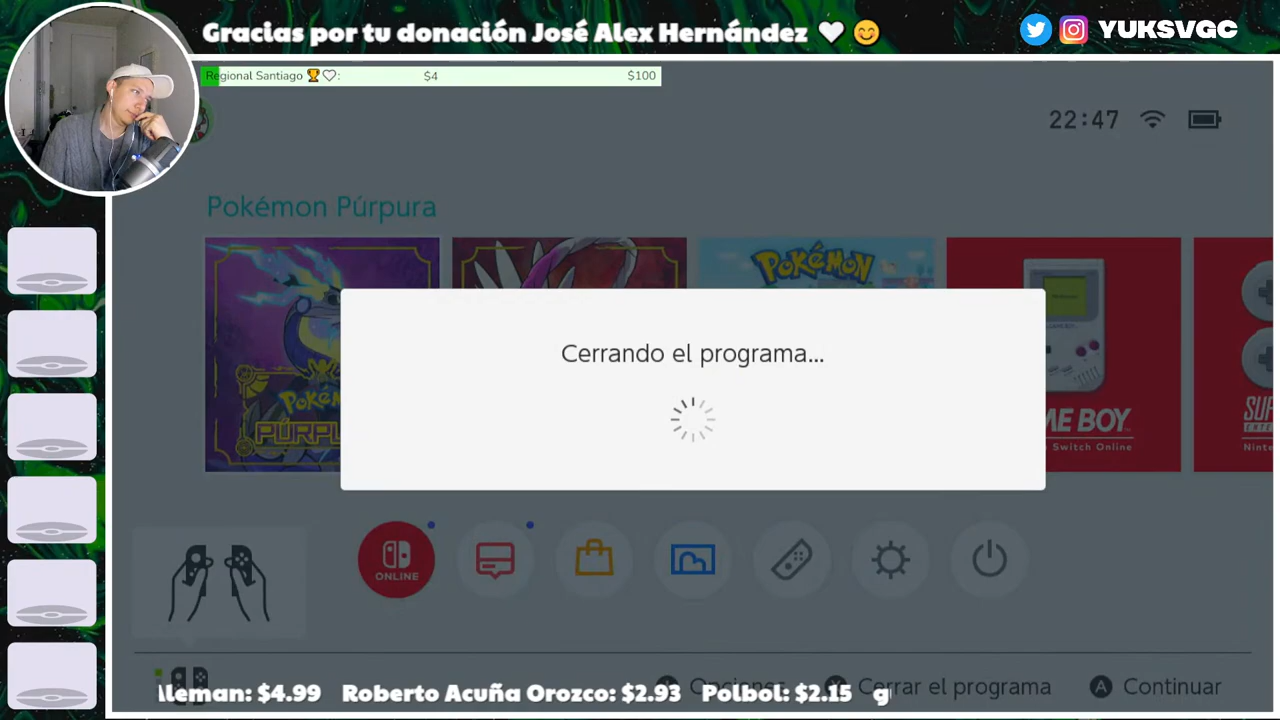 Gracias por tu donación José Alex Hernández 🤍 😊
YUKSVGC
Regional Santiago 🏆🤍: $4 $100
22:47
Pokémon Púrpura
POKÉMON
Cerrando el programa...
GAME BOY
Switch Online
ONLINE
Cerrar el programa
Continuar
Aleman: $4.99 Roberto Acuña Orozco: $2.93 Polbol: $2.15